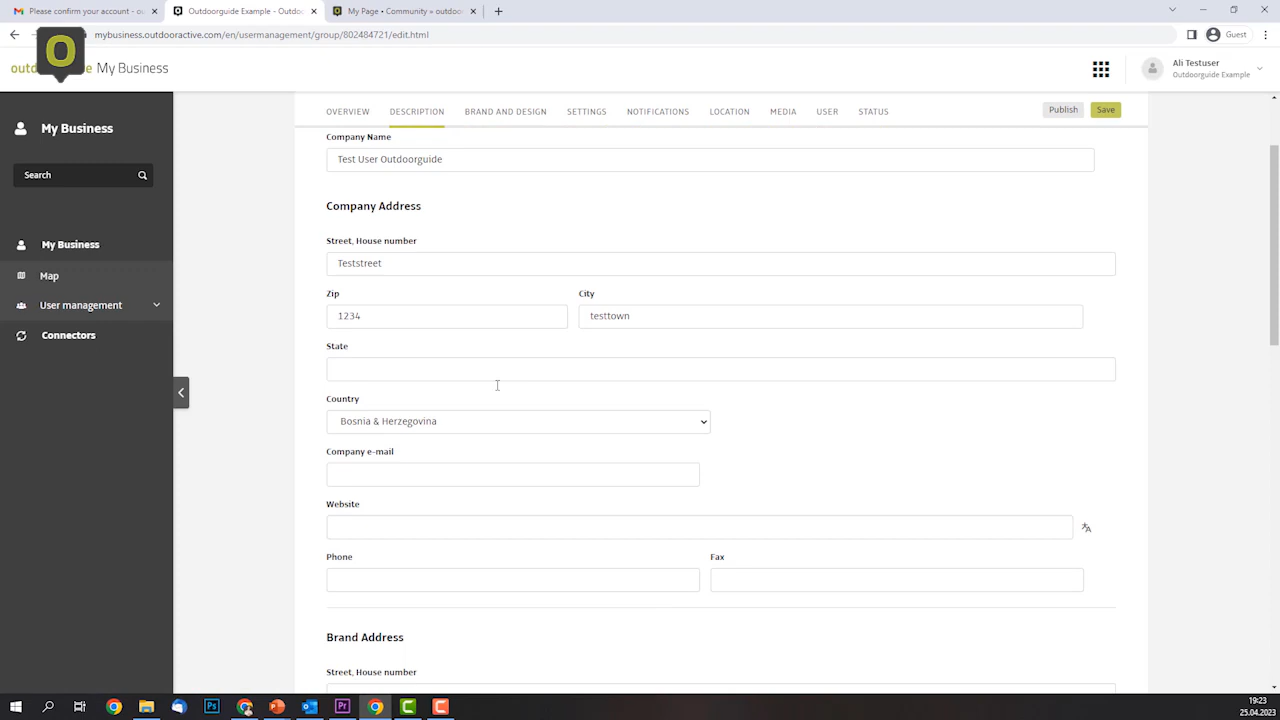 Please confirm your account - ou
Outdoorguide Example - Outdo
My Page • Community » outdoo
Guest
mybusiness.outdooractive.com/en/usermanagement/group/802484721/edit.html
My Business
Ali Testuser
Outdoorguide Example
My Business
Search
My Business
Map
User management
Connectors
OVERVIEW
DESCRIPTION
BRAND AND DESIGN
SETTINGS
NOTIFICATIONS
LOCATION
MEDIA
USER
STATUS
Publish
Save
Company Name
Test User Outdoorguide
Company Address
Street, House number
Teststreet
Zip
City
1234
testtown
State
Country
Bosnia & Herzegovina
Company e-mail
Website
Phone
Fax
Brand Address
Street, House number
19:23
25.04.2023